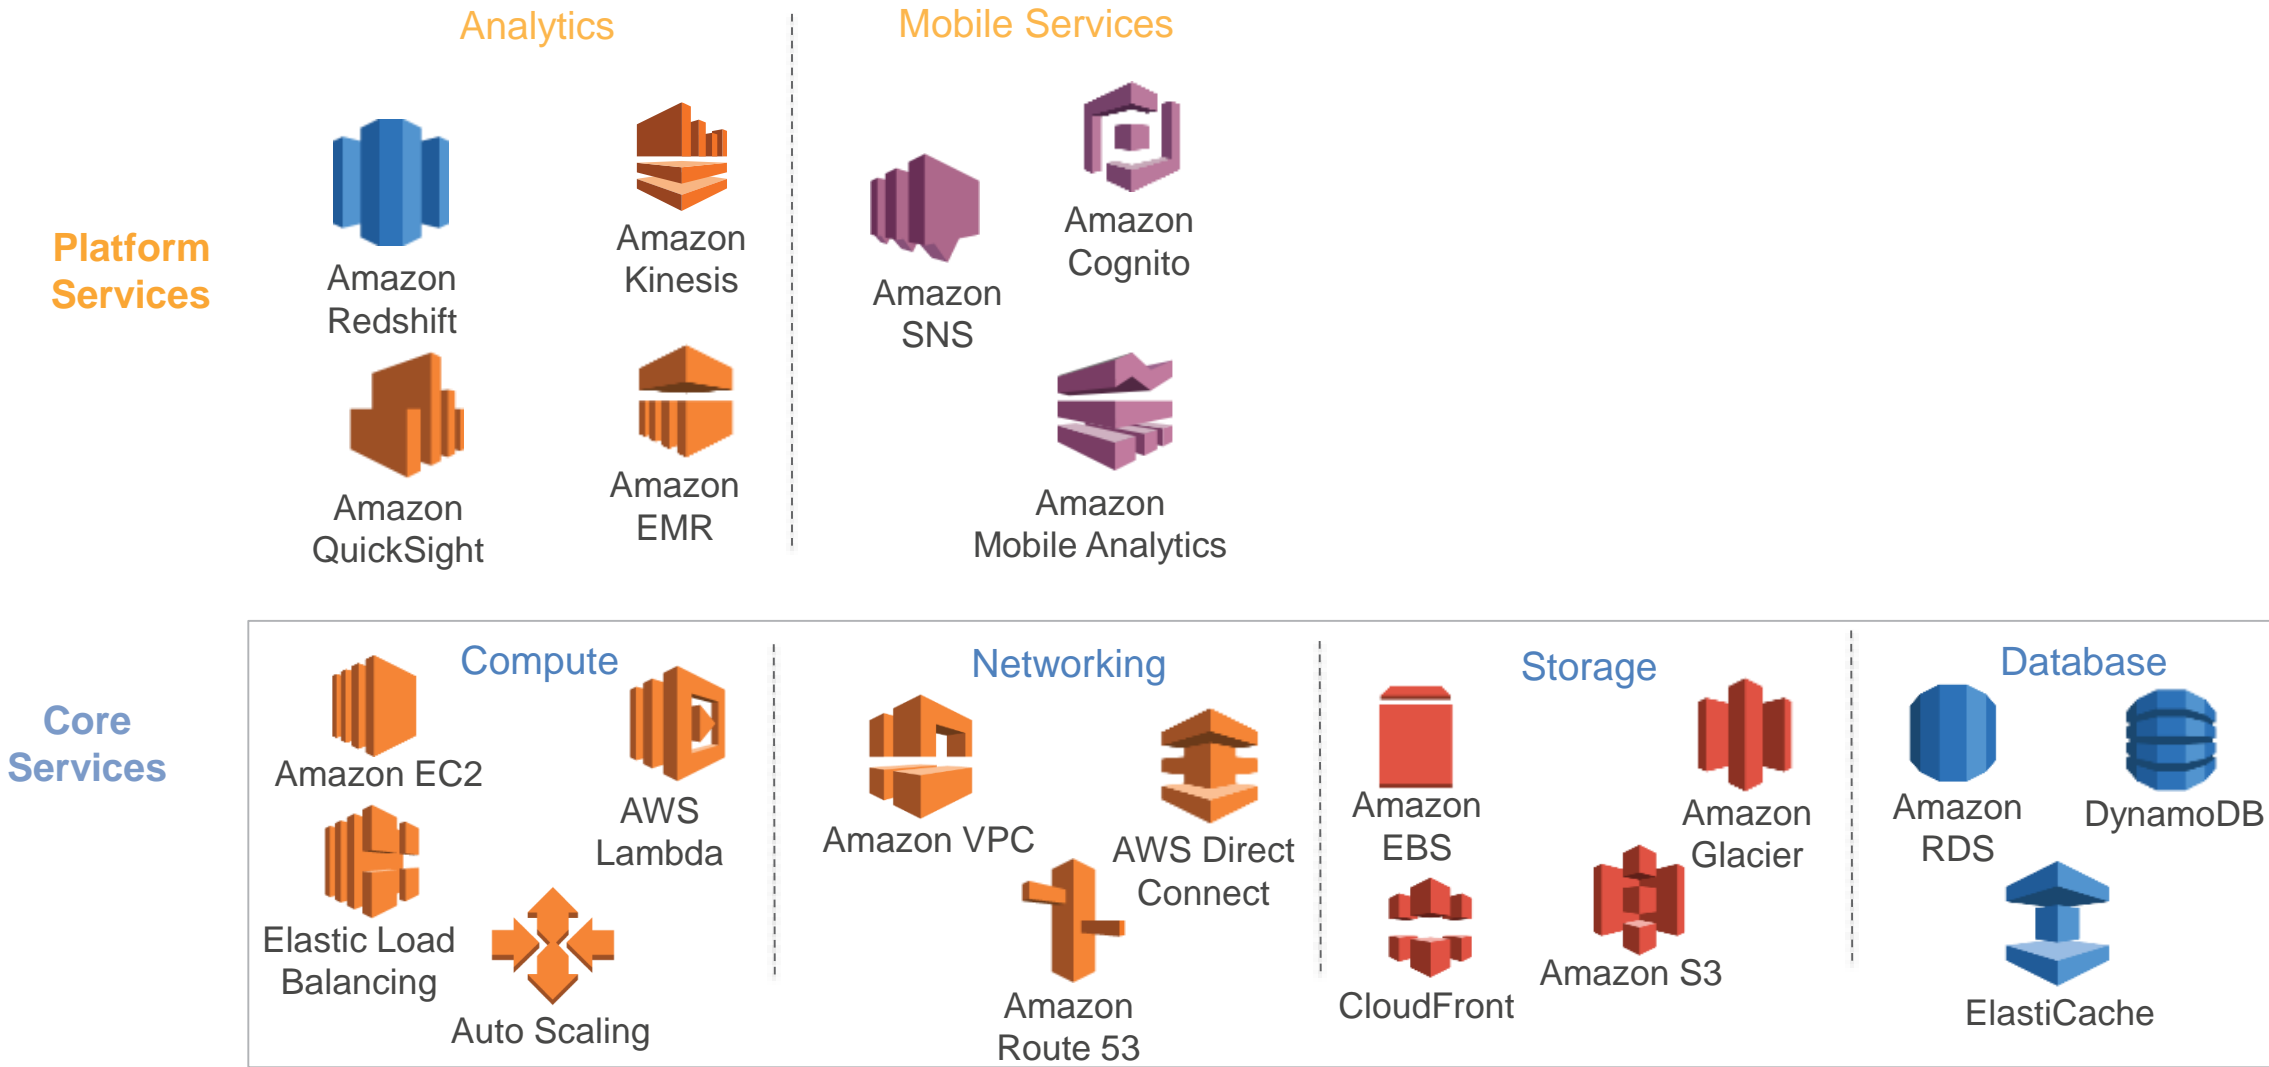 Analytics
Mobile Services
Platform
Services
Amazon
Redshift
Amazon
Kinesis
Amazon
QuickSight
Amazon
EMR
Amazon
SNS
Amazon
Cognito
Amazon
Mobile Analytics
Core
Services
Compute
Amazon EC2
AWS
Lambda
Elastic Load
Balancing
Auto Scaling
Networking
Amazon VPC
AWS Direct
Connect
Amazon
Route 53
Storage
Amazon
EBS
Amazon
Glacier
CloudFront
Amazon S3
Database
Amazon
RDS
DynamoDB
ElastiCache